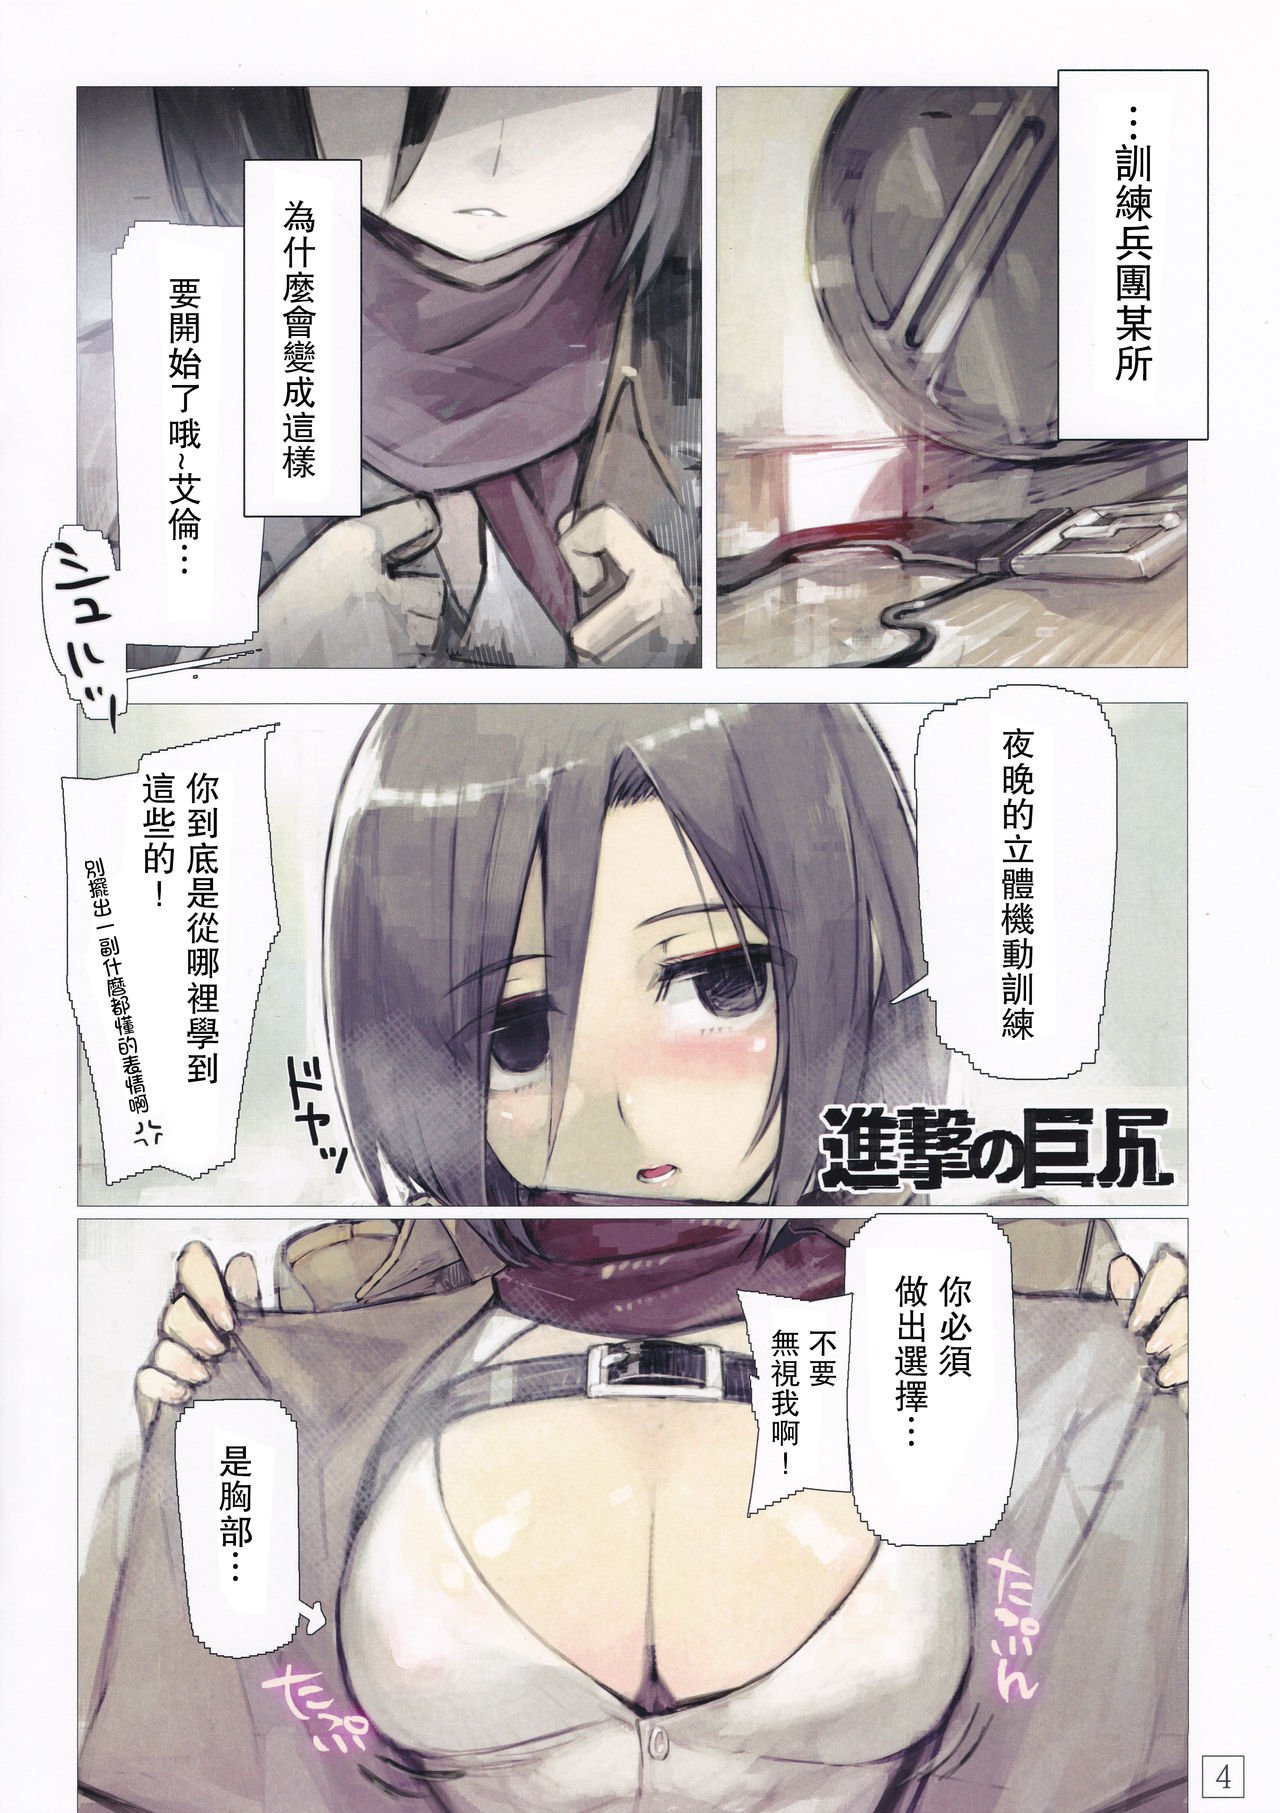 …訓練兵團某所
為什麼會變成這樣
要開始了哦~艾倫…
シュルッ
夜晚的立體機動訓練
進撃の巨尻
ドヤッ
你到底是從哪裡學到
這些的!
別擺出一副什麼都懂的表情啊
你必須
做出選擇…
不要
無視我啊!
是胸部…
たぷいん
たっぷ
4